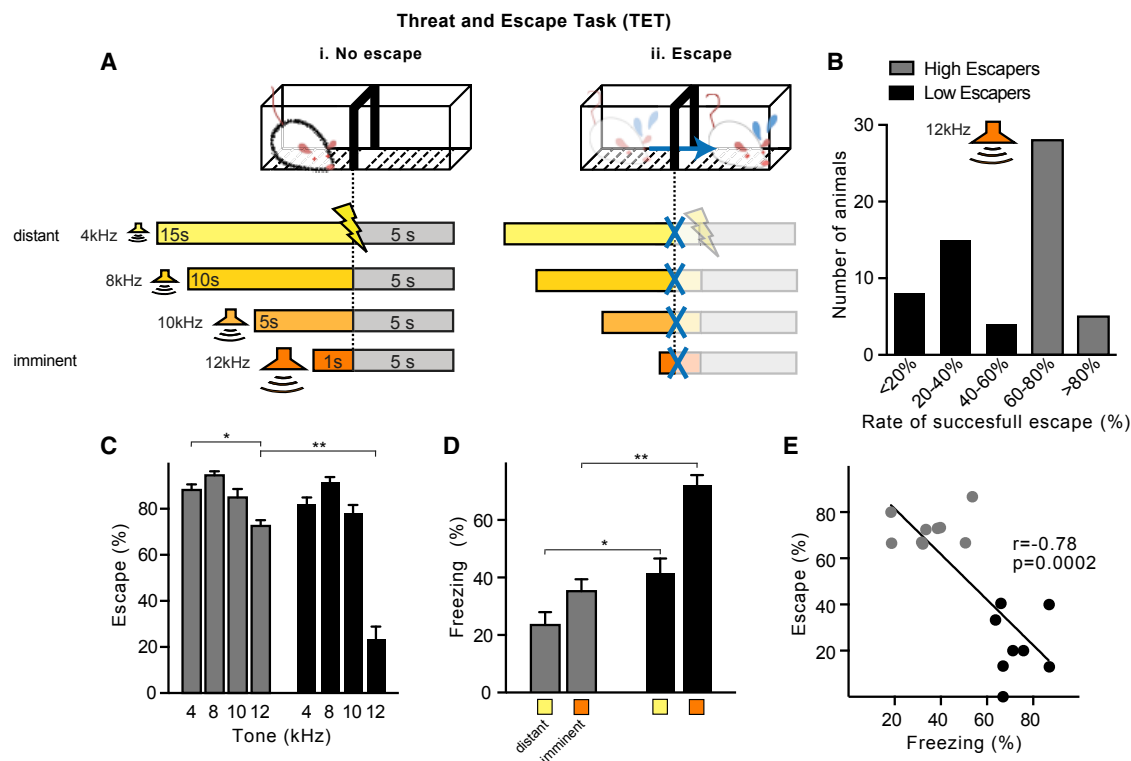 Threat and Escape Task (TET)
A
i. No escape
ii. Escape
distant
4kHz
15s
5 s
8kHz
10s
5 s
10kHz
5s
5 s
imminent
12kHz
1s
5 s
B
High Escapers
Low Escapers
12kHz
Number of animals
30
20
10
0
<20%
20-40%
40-60%
60-80%
>80%
Rate of succesfull escape (%)
C
*
**
Escape (%)
80
60
40
20
0
4 8 10 12 4 8 10 12
Tone (kHz)
D
**
*
Freezing (%)
60
40
20
0
distant
imminent
E
r=-0.78
p=0.0002
Escape (%)
80
60
40
20
20 40 60 80
Freezing (%)